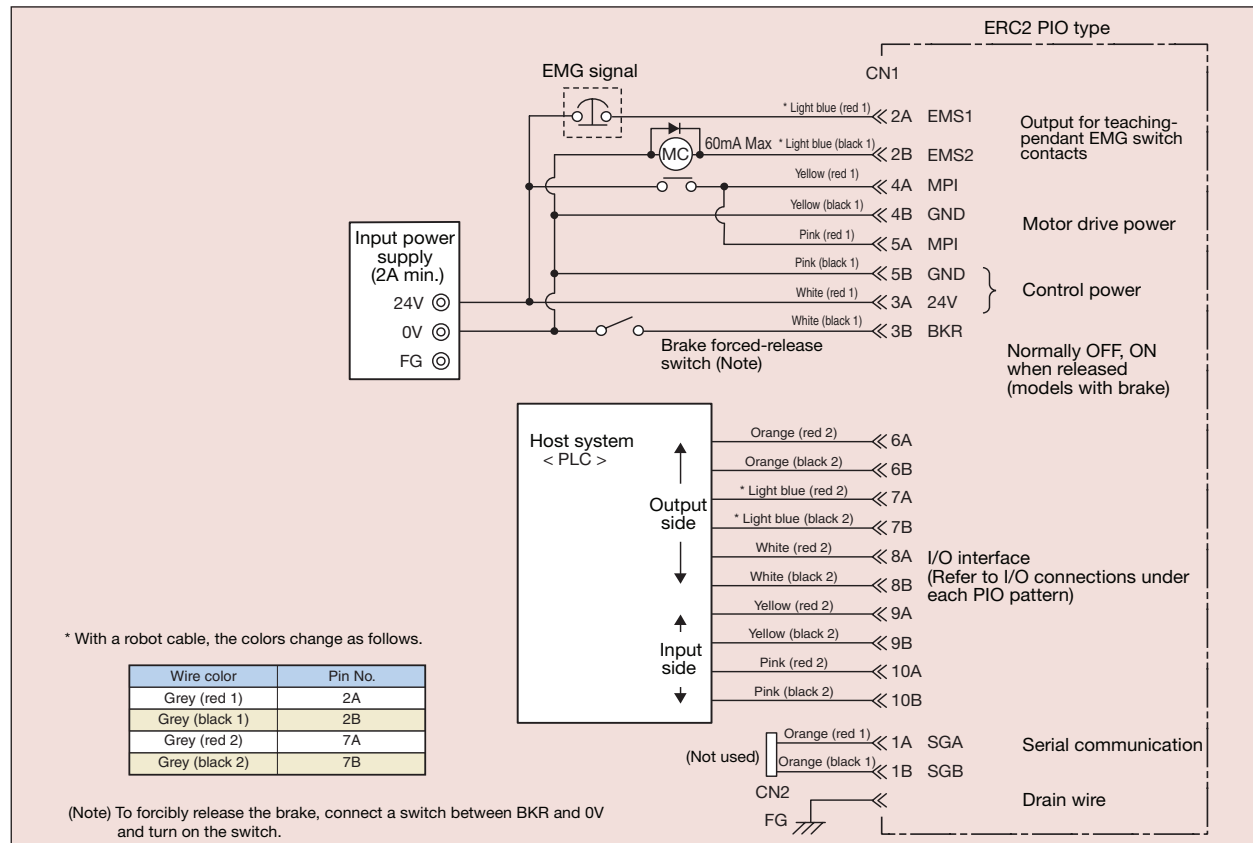 ERC2 PIO type
CN1
EMG signal
* Light blue (red 1) 2A EMS1
Output for teaching-
pendant EMG switch
contacts
MC 60mA Max * Light blue (black 1) 2B EMS2
Yellow (red 1) 4A MPI
Yellow (black 1) 4B GND
Motor drive power
Pink (red 1) 5A MPI
Pink (black 1) 5B GND
Control power
White (red 1) 3A 24V
White (black 1) 3B BKR
Input power
supply
(2A min.)
24V
0V
FG
Brake forced-release
switch (Note)
Normally OFF, ON
when released
(models with brake)
Host system
< PLC >
Output
side
Input
side
Orange (red 2) 6A
Orange (black 2) 6B
* Light blue (red 2) 7A
* Light blue (black 2) 7B
White (red 2) 8A
White (black 2) 8B
Yellow (red 2) 9A
Yellow (black 2) 9B
Pink (red 2) 10A
Pink (black 2) 10B
I/O interface
(Refer to I/O connections under
each PIO pattern)
(Not used)
Orange (red 1) 1A SGA
Orange (black 1) 1B SGB
Serial communication
CN2
FG
Drain wire
* With a robot cable, the colors change as follows.
Wire color Pin No.
Grey (red 1) 2A
Grey (black 1) 2B
Grey (red 2) 7A
Grey (black 2) 7B
(Note) To forcibly release the brake, connect a switch between BKR and 0V
and turn on the switch.